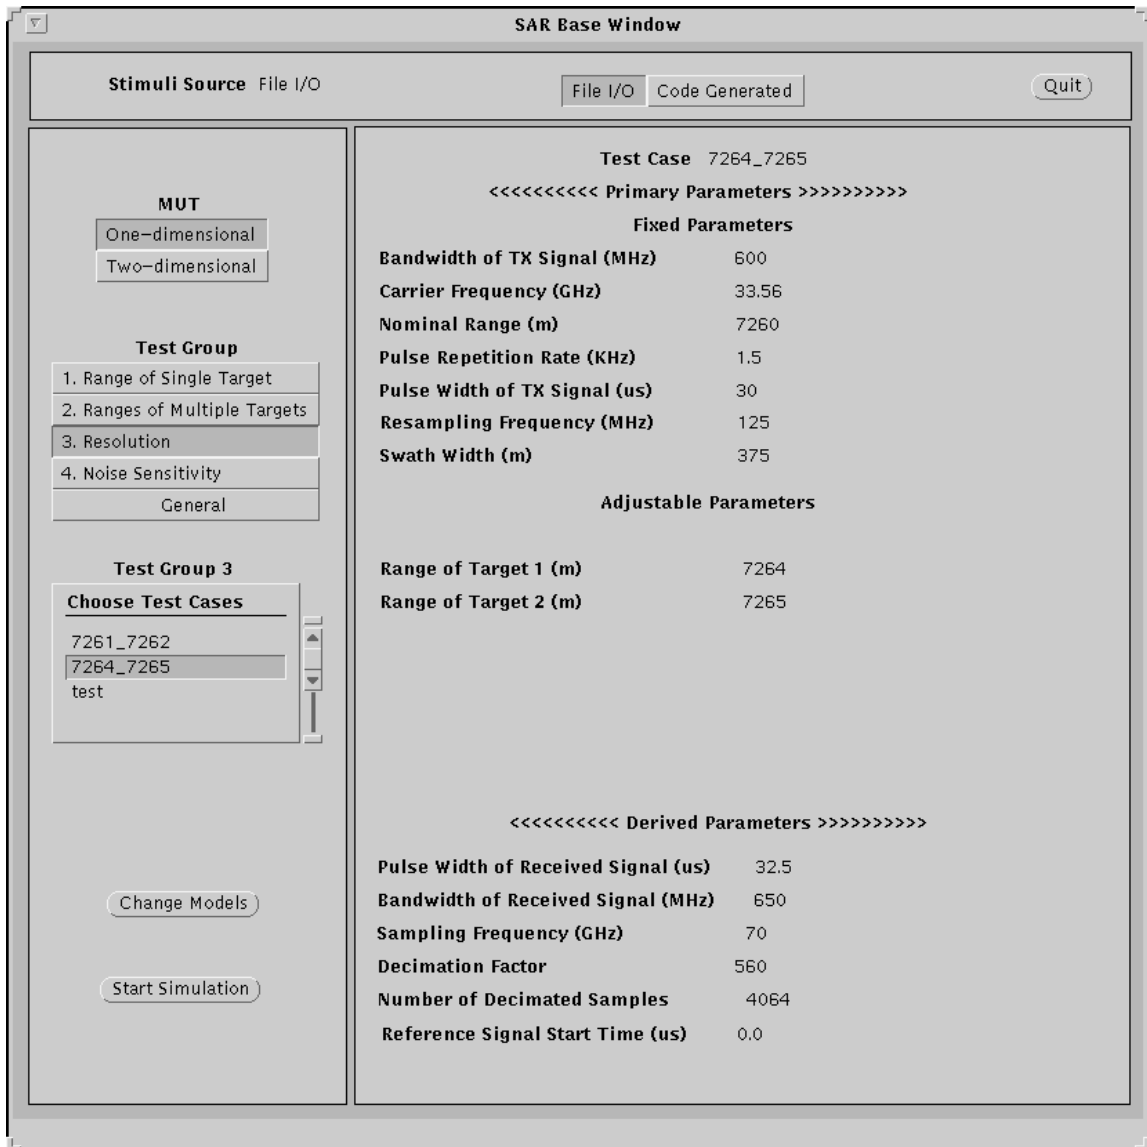 SAR Base Window
Stimuli Source File I/O
File I/O Code Generated
Quit
MUT
One-dimensional
Two-dimensional
Test Group
1. Range of Single Target
2. Ranges of Multiple Targets
3. Resolution
4. Noise Sensitivity
General
Test Group 3
Choose Test Cases
7261_7262
7264_7265
test
Change Models
Start Simulation
Test Case 7264_7265
<<<<<<<<<< Primary Parameters >>>>>>>>>>
Fixed Parameters
Bandwidth of TX Signal (MHz) 600
Carrier Frequency (GHz) 33.56
Nominal Range (m) 7260
Pulse Repetition Rate (KHz) 1.5
Pulse Width of TX Signal (us) 30
Resampling Frequency (MHz) 125
Swath Width (m) 375
Adjustable Parameters
Range of Target 1 (m) 7264
Range of Target 2 (m) 7265
<<<<<<<<<< Derived Parameters >>>>>>>>>>
Pulse Width of Received Signal (us) 32.5
Bandwidth of Received Signal (MHz) 650
Sampling Frequency (GHz) 70
Decimation Factor 560
Number of Decimated Samples 4064
Reference Signal Start Time (us) 0.0